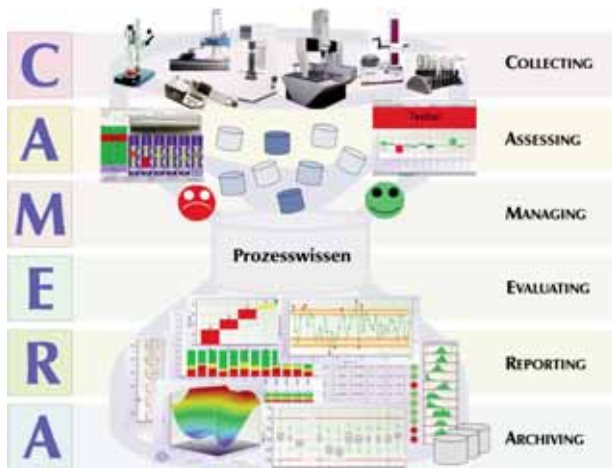 C COLLECTING
A ASSESSING
M MANAGING
Prozesswissen
E EVALUATING
R REPORTING
A ARCHIVING